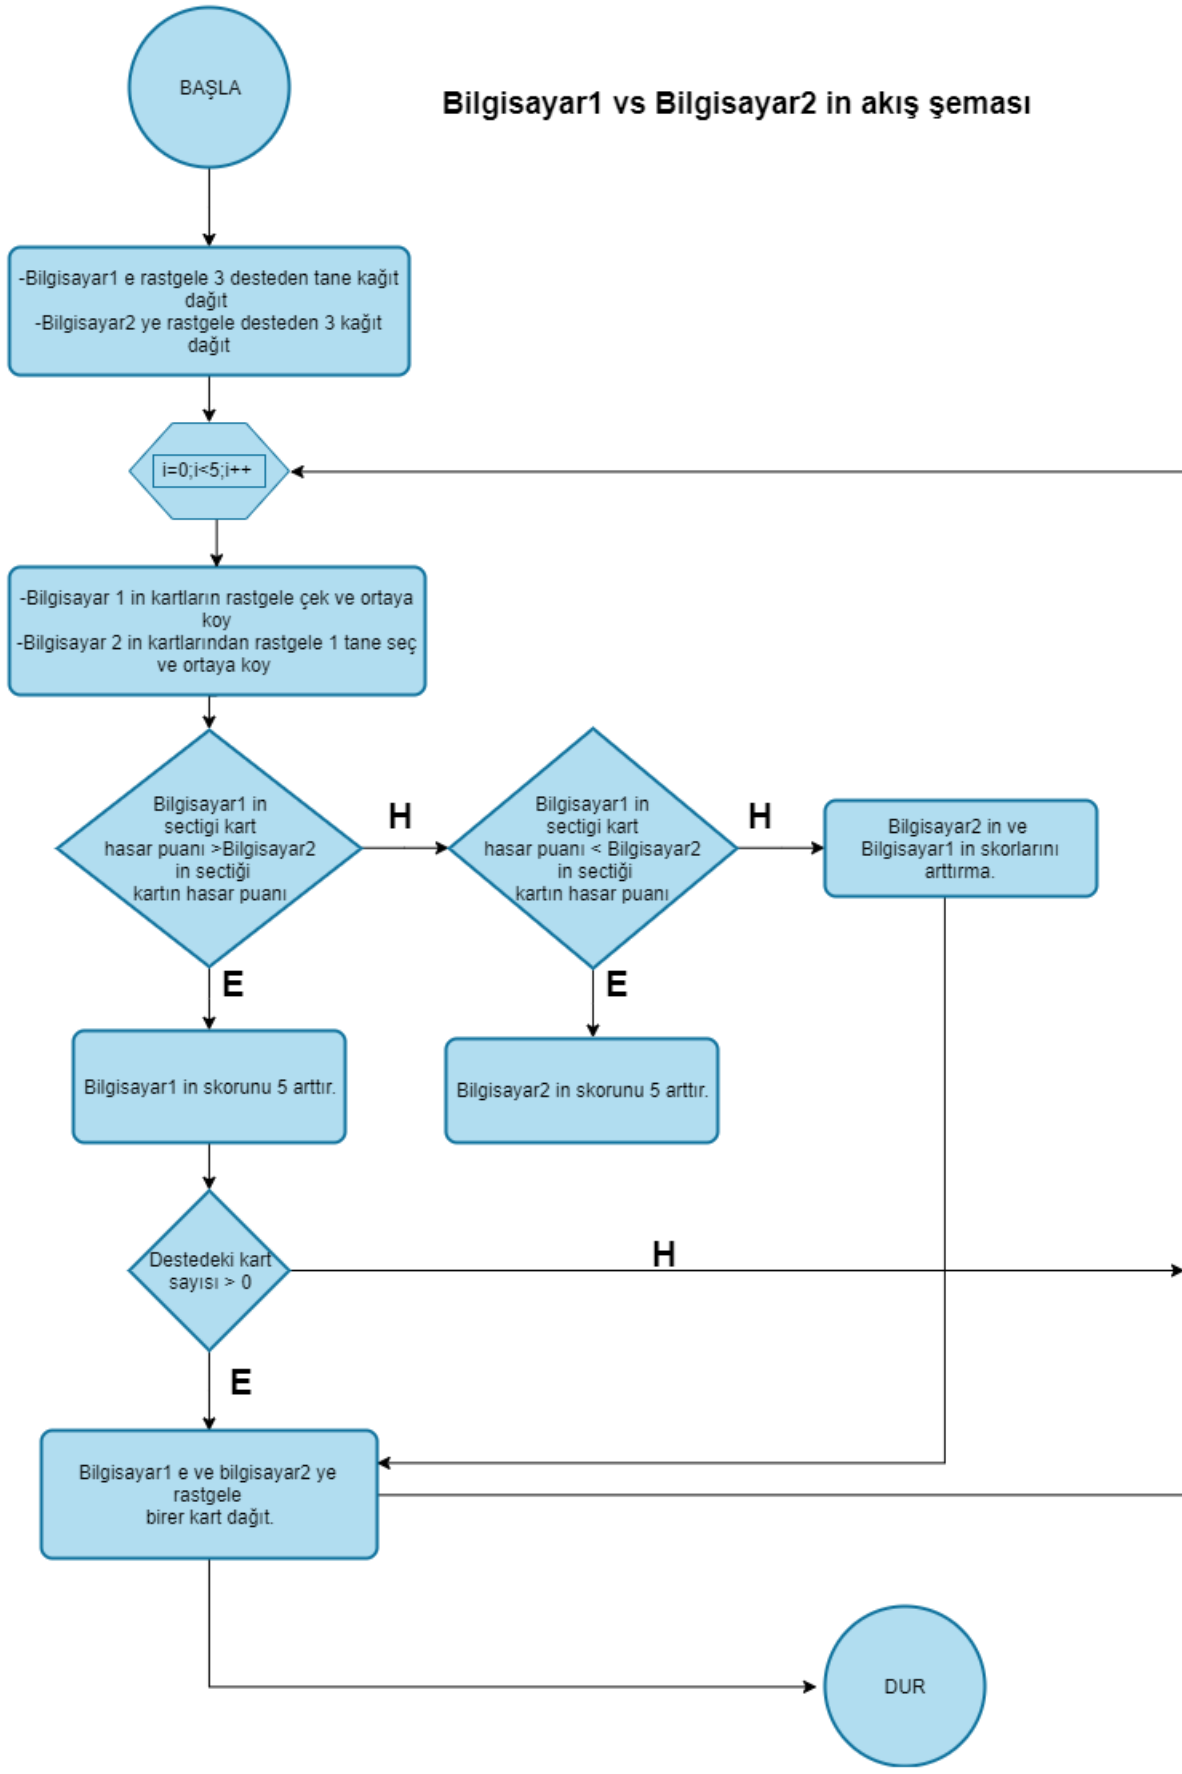 BAŞLA
Bilgisayar1 vs Bilgisayar2 in akış şeması
-Bilgisayar1 e rastgele 3 desteden tane kağıt
dağıt
-Bilgisayar2 ye rastgele desteden 3 kağıt
dağıt
i=0;i<5;i++
-Bilgisayar 1 in kartların rastgele çek ve ortaya
koy
-Bilgisayar 2 in kartlarından rastgele 1 tane seç
ve ortaya koy
Bilgisayar1 in
sectigi kart
hasar puanı >Bilgisayar2
in sectiği
kartın hasar puanı
H
Bilgisayar1 in
sectigi kart
hasar puanı < Bilgisayar2
in sectiği
kartın hasar puanı
H
Bilgisayar2 in ve
Bilgisayar1 in skorlarını
arttırma.
E
E
Bilgisayar1 in skorunu 5 arttır.
Bilgisayar2 in skorunu 5 arttır.
Destedeki kart
sayısı > 0
H
E
Bilgisayar1 e ve bilgisayar2 ye
rastgele
birer kart dağıt.
DUR